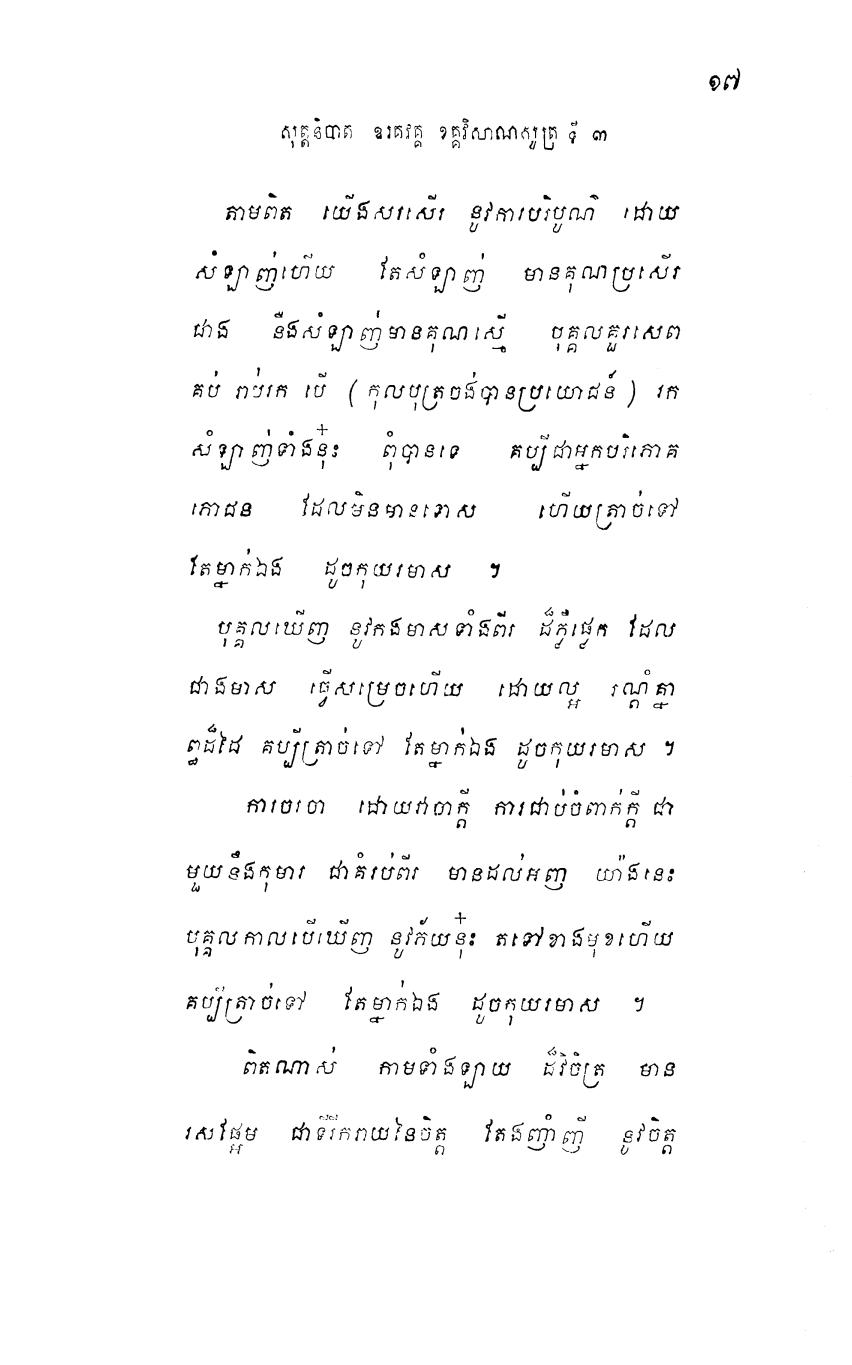 ១៧
សុត្តនិបាត ឧរគវគ្គ ខគ្គវិសាណសូត្រ ទី ៣
តាមពិត យើងសរសើរ នូវការបរិបូណ៌ ដោយ
សំឡាញ់ហើយ តែសំឡាញ់ មានគុណប្រសើរ
ជាង នឹងសំឡាញ់មានគុណស្មើ បុគ្គលគួរសេព
គប់ រាប់រក បើ (កុលបុត្រចង់បានប្រយោជន៍) រក
សំឡាញ់ទាំងនុ៎ះ ពុំបានទេ គប្បីជាអ្នកបរិភោគ
ភោជន ដែលមិនមានទោស ហើយត្រាច់ទៅ
តែម្នាក់ឯង ដូចកុយរមាស ។
បុគ្គលឃើញ នូវកងមាសទាំងពីរ ដ៏ភ្លឺផ្លេក ដែល
ជាងមាស ធ្វើសម្រេចហើយ ដោយល្អ រណ្តំគ្នា
ព្ធដ៏ដៃ គប្បីត្រាច់ទៅ តែម្នាក់ឯង ដូចកុយរមាស ។
ការចរចា ដោយវាចាក្តី ការជាប់ចំពាក់ក្តី ជា
មួយនឹងកុមារ ជាគំរប់ពីរ មានដល់អញ យ៉ាងនេះ
បុគ្គលកាលបើឃើញ នូវភ័យនុ៎ះ តទៅខាងមុខហើយ
គប្បីត្រាច់ទៅ តែម្នាក់ឯង ដូចកុយរមាស ។
ពិតណាស់ កាមទាំងឡាយ ដ៏វិចិត្រ មាន
រសផ្អែម ជាទីរីករាយនៃចិត្ត តែងញាំញី នូវចិត្ត